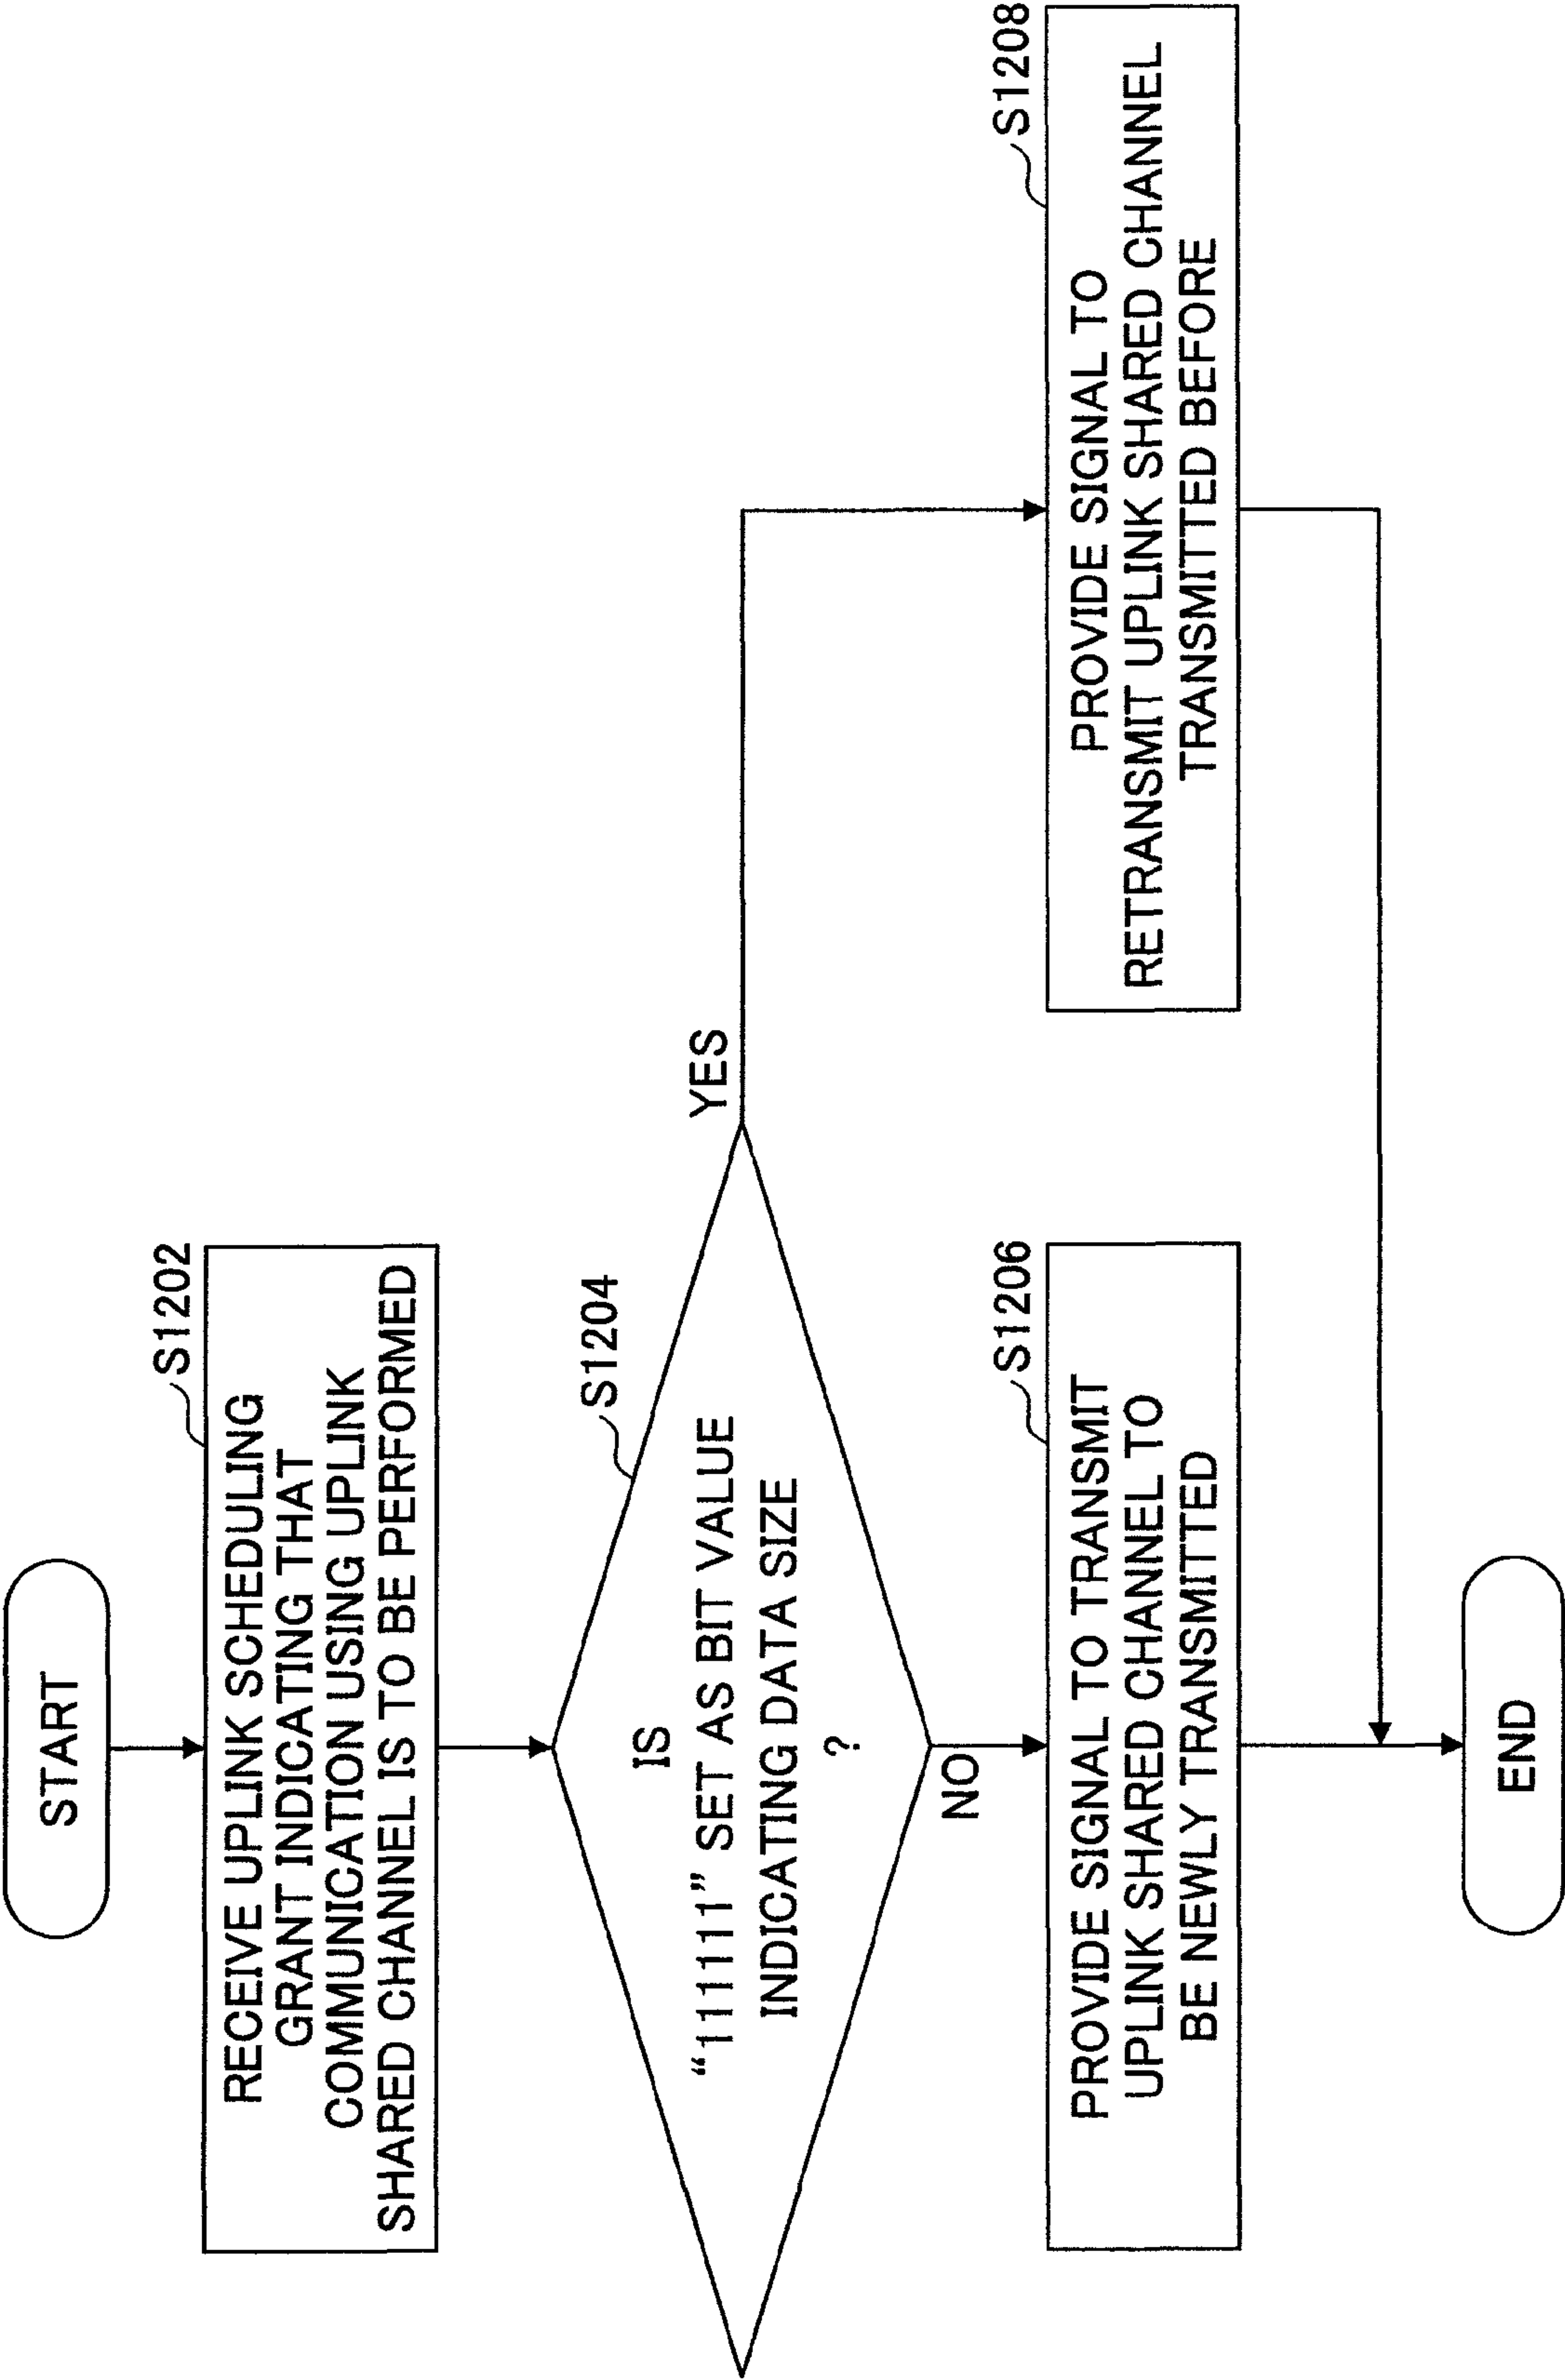 START
S1202
RECEIVE UPLINK SCHEDULING
GRANT INDICATING THAT
COMMUNICATION USING UPLINK
SHARED CHANNEL IS TO BE PERFORMED
S1204
IS
“111111” SET AS BIT VALUE
INDICATING DATA SIZE
?
YES
NO
S1206
PROVIDE SIGNAL TO TRANSMIT
UPLINK SHARED CHANNEL TO
BE NEWLY TRANSMITTED
S1208
PROVIDE SIGNAL TO
RETRANSMIT UPLINK SHARED CHANNEL
TRANSMITTED BEFORE
END